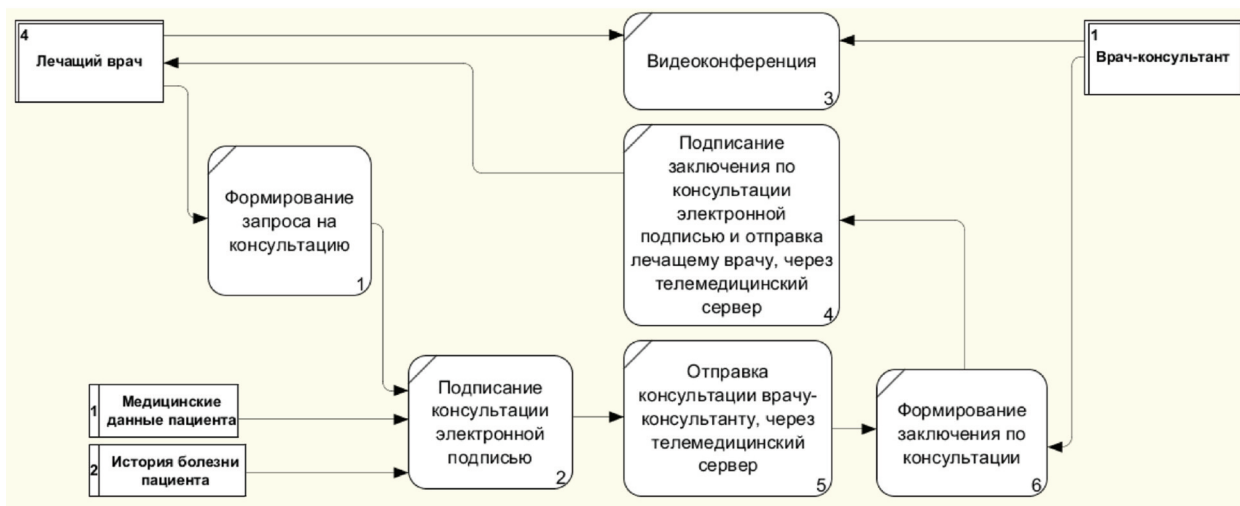 4
Лечащий врач
Видеоконференция
3
1
Врач-консультант
Формирование
запроса на
консультацию
1
Подписание
заключения по
консультации
электронной
подписью и отправка
лечащему врачу, через
телемедицинский
сервер
4
1
Медицинские
данные пациента
2
История болезни
пациента
Подписание
консультации
электронной
подписью
2
Отправка
консультации врачу-
консультанту, через
телемедицинский
сервер
5
Формирование
заключения по
консультации
6